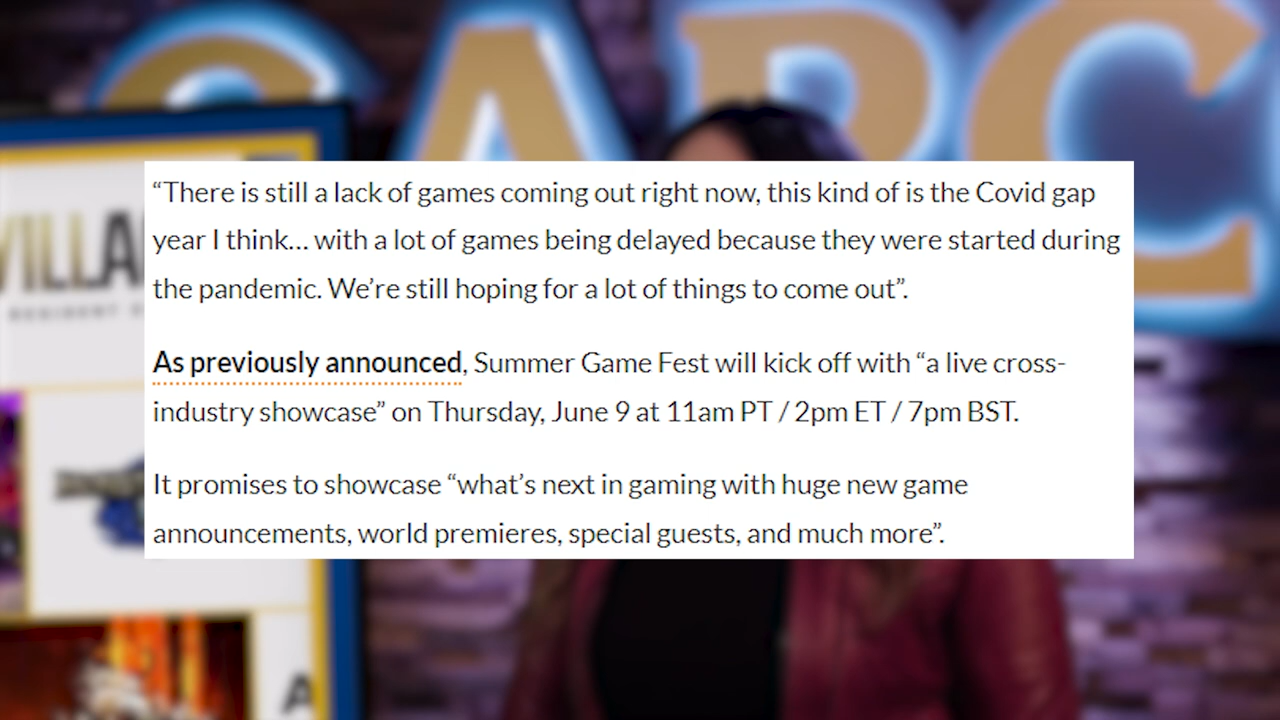 CAPC
VILLA
RESIDENT
“There is still a lack of games coming out right now, this kind of is the Covid gap
year I think... with a lot of games being delayed because they were started during
the pandemic. We’re still hoping for a lot of things to come out”.
As previously announced, Summer Game Fest will kick off with “a live cross-
industry showcase” on Thursday, June 9 at 11am PT / 2pm ET / 7pm BST.
It promises to showcase “what’s next in gaming with huge new game
announcements, world premieres, special guests, and much more”.
A